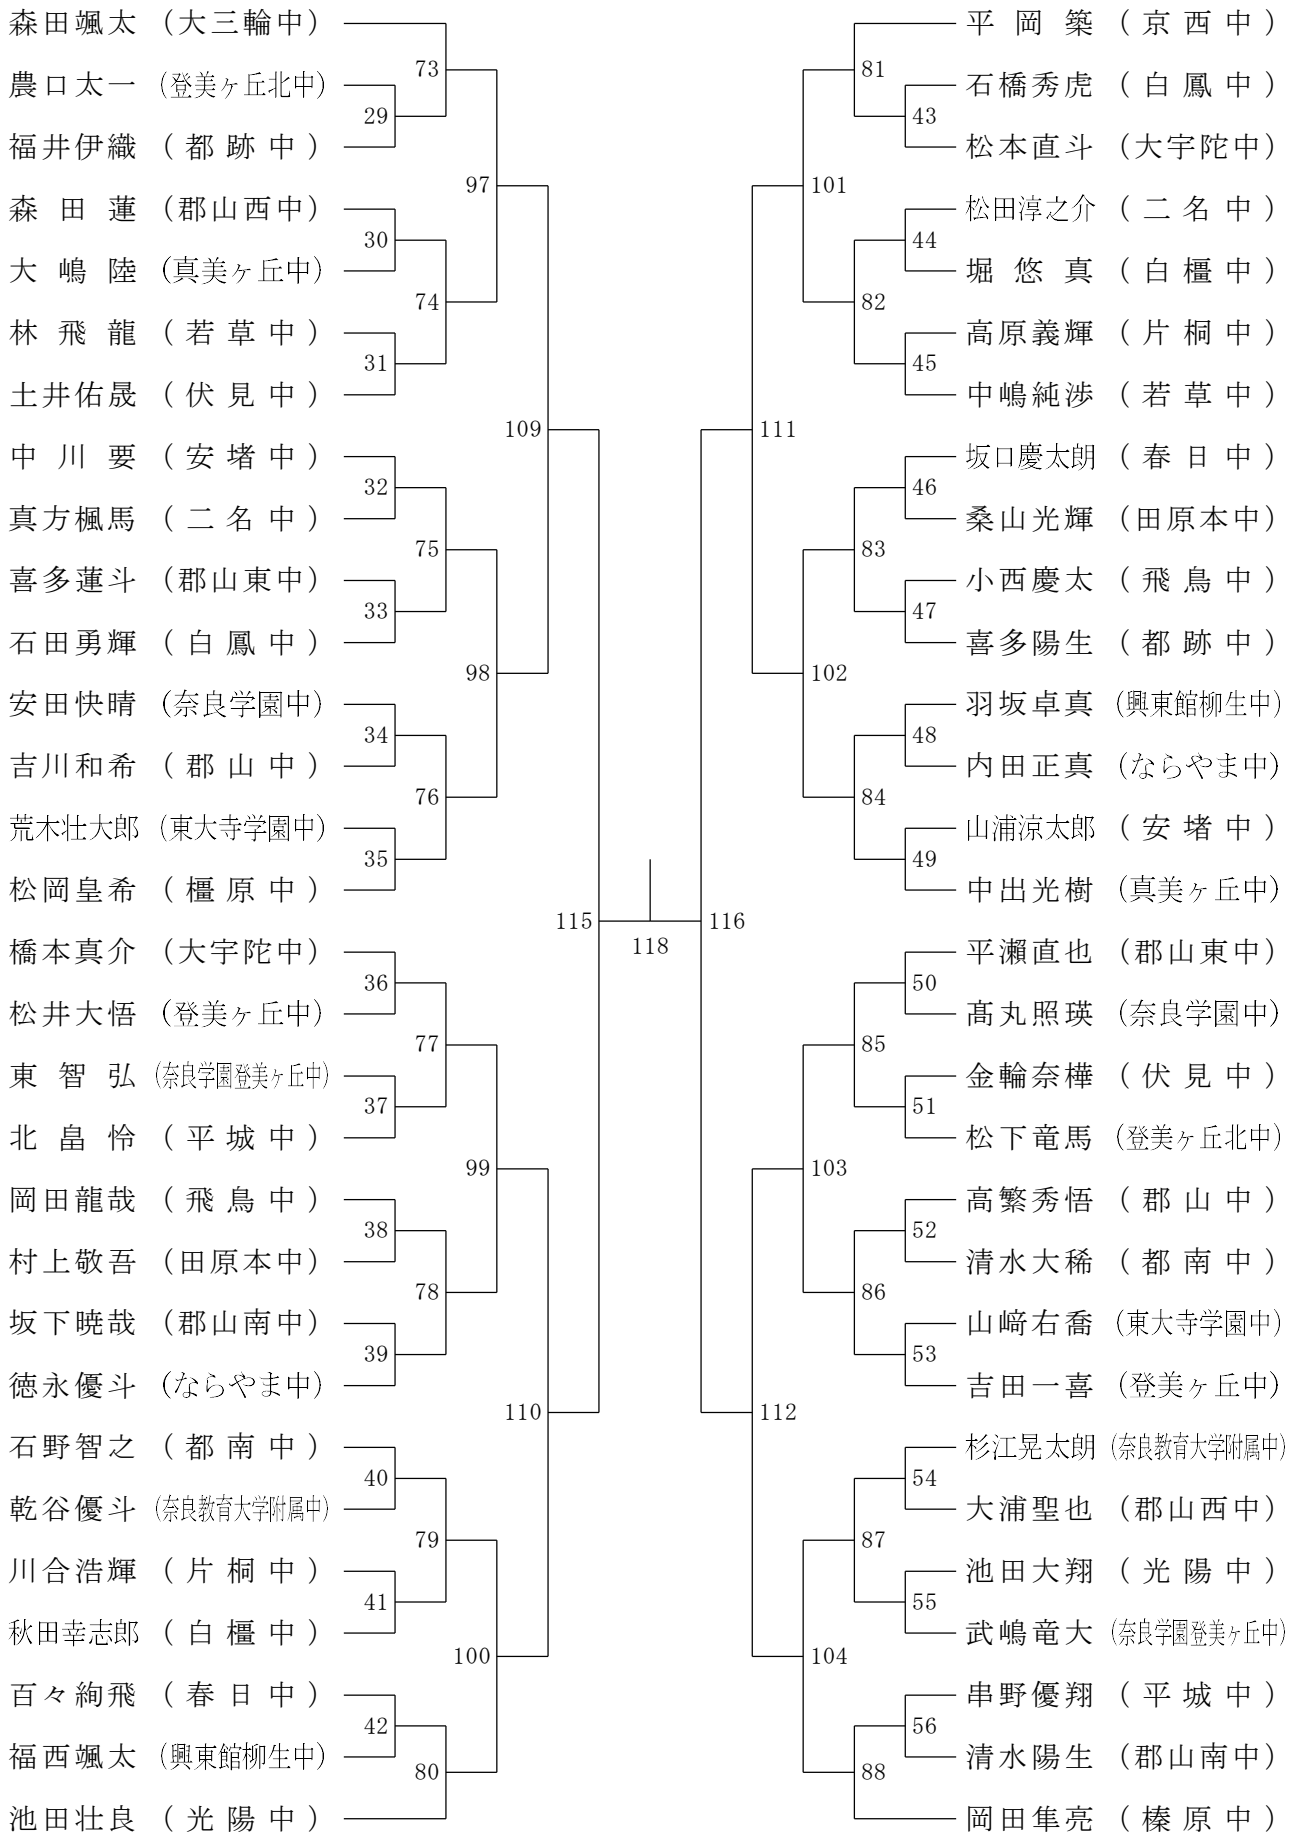 森田颯太 (大三輪中)
73
農口太一 (登美ヶ丘北中)
29
福井伊織 (都跡中)
97
森田蓮 (郡山西中)
30
大嶋陸 (真美ヶ丘中)
74
林飛龍 (若草中)
31
土井佑晟 (伏見中)
109
中川要 (安堵中)
32
真方楓馬 (二名中)
75
喜多蓮斗 (郡山東中)
33
石田勇輝 (白鳳中)
98
安田快晴 (奈良学園中)
34
吉川和希 (郡山中)
76
荒木壮大郎 (東大寺学園中)
35
松岡皇希 (橿原中)
115
橋本真介 (大宇陀中)
36
松井大悟 (登美ヶ丘中)
77
東智弘 (奈良学園登美ヶ丘中)
37
北畠怜 (平城中)
99
岡田龍哉 (飛鳥中)
38
村上敬吾 (田原本中)
78
坂下暁哉 (郡山南中)
39
徳永優斗 (ならやま中)
110
石野智之 (都南中)
40
乾谷優斗 (奈良教育大学附属中)
79
川合浩輝 (片桐中)
41
秋田幸志郎 (白橿中)
100
百々絢飛 (春日中)
42
福西颯太 (興東館柳生中)
80
池田壮良 (光陽中)
118
平岡築 (京西中)
81
石橋秀虎 (白鳳中)
43
松本直斗 (大宇陀中)
101
松田淳之介 (二名中)
44
堀悠真 (白橿中)
82
高原義輝 (片桐中)
45
中嶋純渉 (若草中)
111
坂口慶太朗 (春日中)
46
桑山光輝 (田原本中)
83
小西慶太 (飛鳥中)
47
喜多陽生 (都跡中)
102
羽坂卓真 (興東館柳生中)
48
内田正真 (ならやま中)
84
山浦涼太郎 (安堵中)
49
中出光樹 (真美ヶ丘中)
116
平瀬直也 (郡山東中)
50
髙丸照瑛 (奈良学園中)
85
金輪奈樺 (伏見中)
51
松下竜馬 (登美ヶ丘北中)
103
高繁秀悟 (郡山中)
52
清水大稀 (都南中)
86
山﨑右喬 (東大寺学園中)
53
吉田一喜 (登美ヶ丘中)
112
杉江晃太朗 (奈良教育大学附属中)
54
大浦聖也 (郡山西中)
87
池田大翔 (光陽中)
55
武嶋竜大 (奈良学園登美ヶ丘中)
104
串野優翔 (平城中)
56
清水陽生 (郡山南中)
88
岡田隼亮 (榛原中)